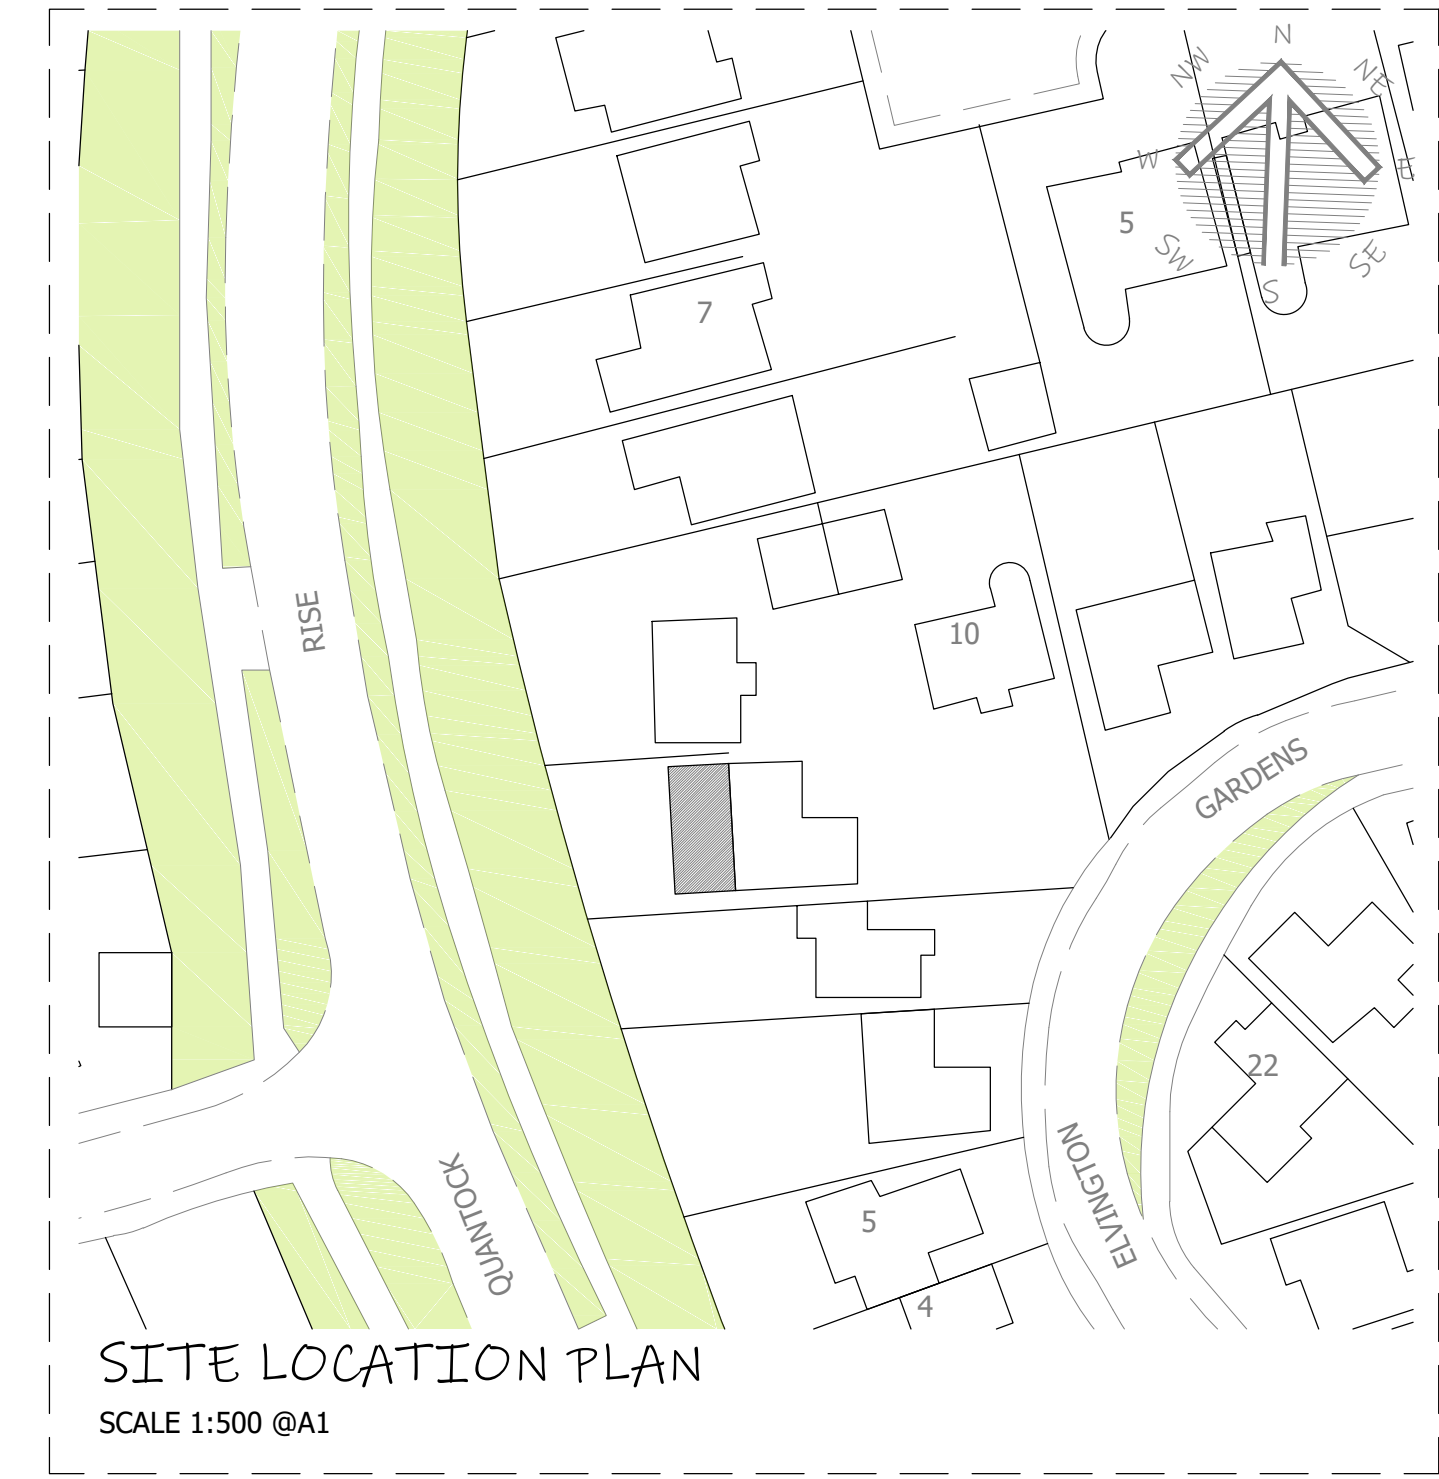 N
NW
NE
W
E
SW
SE
S
5
7
RISE
10
GARDENS
22
ELVINGTON
QUANTOCK
5
4
SITE LOCATION PLAN
SCALE 1:500 @A1